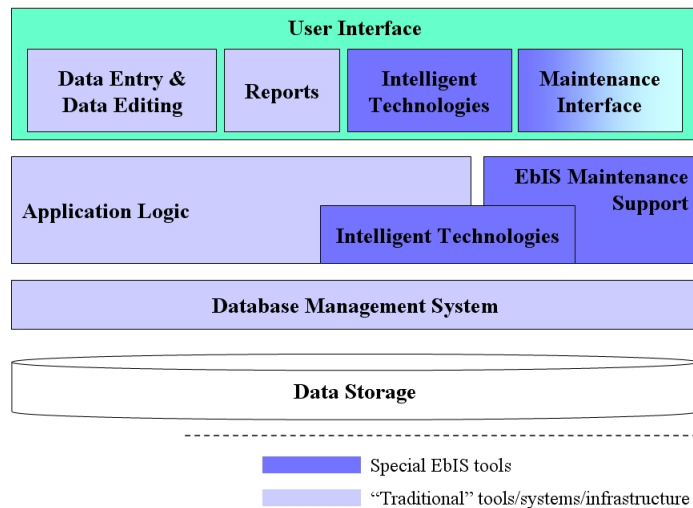 User Interface
Data Entry &
Data Editing
Reports
Intelligent
Technologies
Maintenance
Interface
Application Logic
EbIS Maintenance
Support
Intelligent Technologies
Database Management System
Data Storage
Special EbIS tools
“Traditional” tools/systems/infrastructure